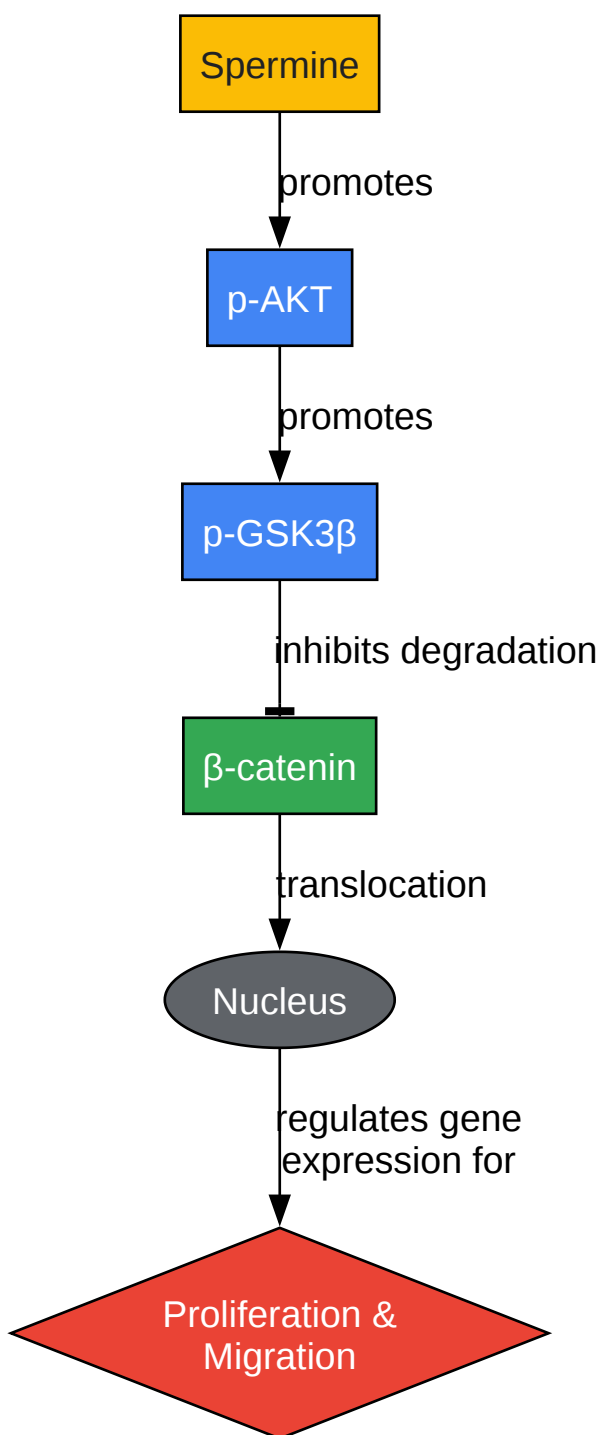 Spermine
promotes
p-AKT
promotes
p-GSK3β
inhibits degradation
β-catenin
translocation
Nucleus
regulates gene
expression for
Proliferation &
Migration